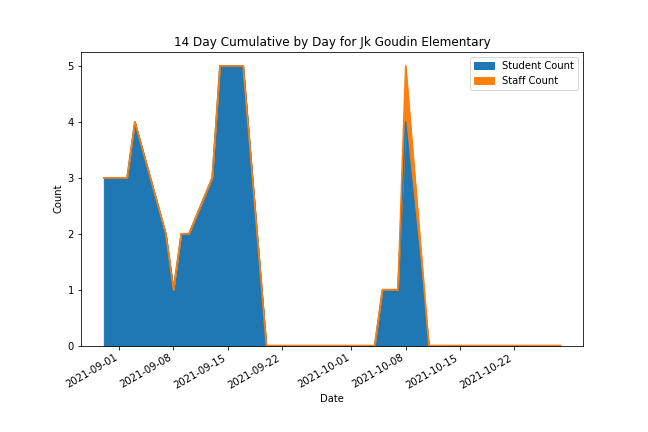 14 Day Cumulative by Day for Jk Goudin Elementary
Student Count
Staff Count
Count
5
4
3
2
1
0
2021-09-01
2021-09-08
2021-09-15
2021-09-22
2021-10-01
2021-10-08
2021-10-15
2021-10-22
Date